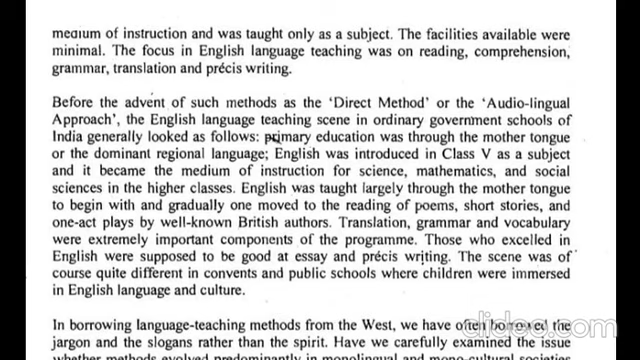 medium of instruction and was taught only as a subject. The facilities available were
minimal. The focus in English language teaching was on reading, comprehension,
grammar, translation and précis writing.
Before the advent of such methods as the 'Direct Method' or the 'Audio-lingual
Approach', the English language teaching scene in ordinary government schools of
India generally looked as follows: primary education was through the mother tongue
or the dominant regional language; English was introduced in Class V as a subject
and it became the medium of instruction for science, mathematics, and social
sciences in the higher classes. English was taught largely through the mother tongue
to begin with and gradually one moved to the reading of poems, short stories, and
one-act plays by well-known British authors. Translation, grammar and vocabulary
were extremely important components of the programme. Those who excelled in
English were supposed to be good at essay and précis writing. The scene was of
course quite different in convents and public schools where children were immersed
in English language and culture.
In borrowing language-teaching methods from the West, we have often borrowed the
jargon and the slogans rather than the spirit. Have we carefully examined the issue
whether methods evolved predominantly in monolingual and mono-cultural societies
clideo.com